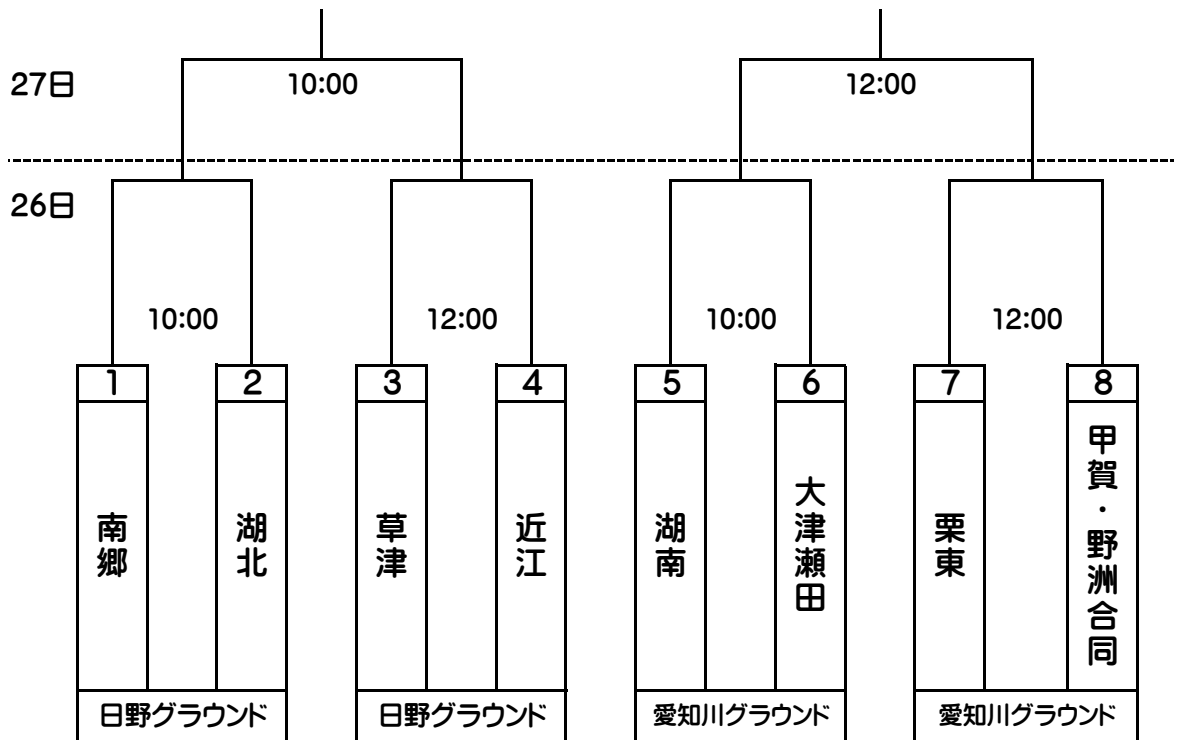 27日
10:00
12:00
26日
10:00
12:00
10:00
12:00
1
2
3
4
5
6
7
8
南郷
湖北
草津
近江
湖南
大津瀬田
栗東
甲賀・野洲合同
日野グラウンド
日野グラウンド
愛知川グラウンド
愛知川グラウンド